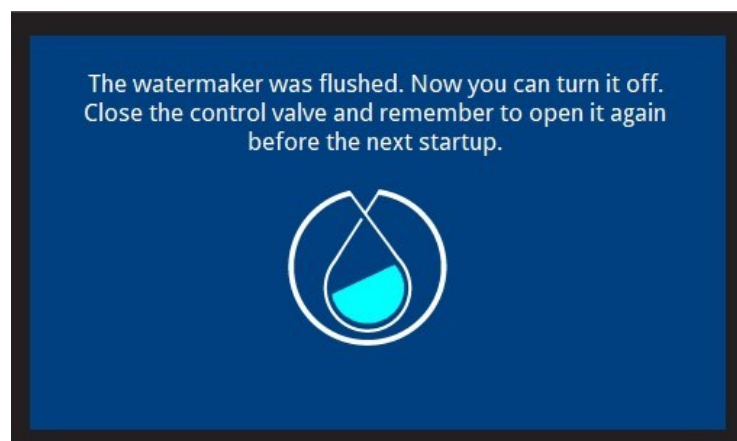 The watermaker was flushed. Now you can turn it off.
Close the control valve and remember to open it again
before the next startup.